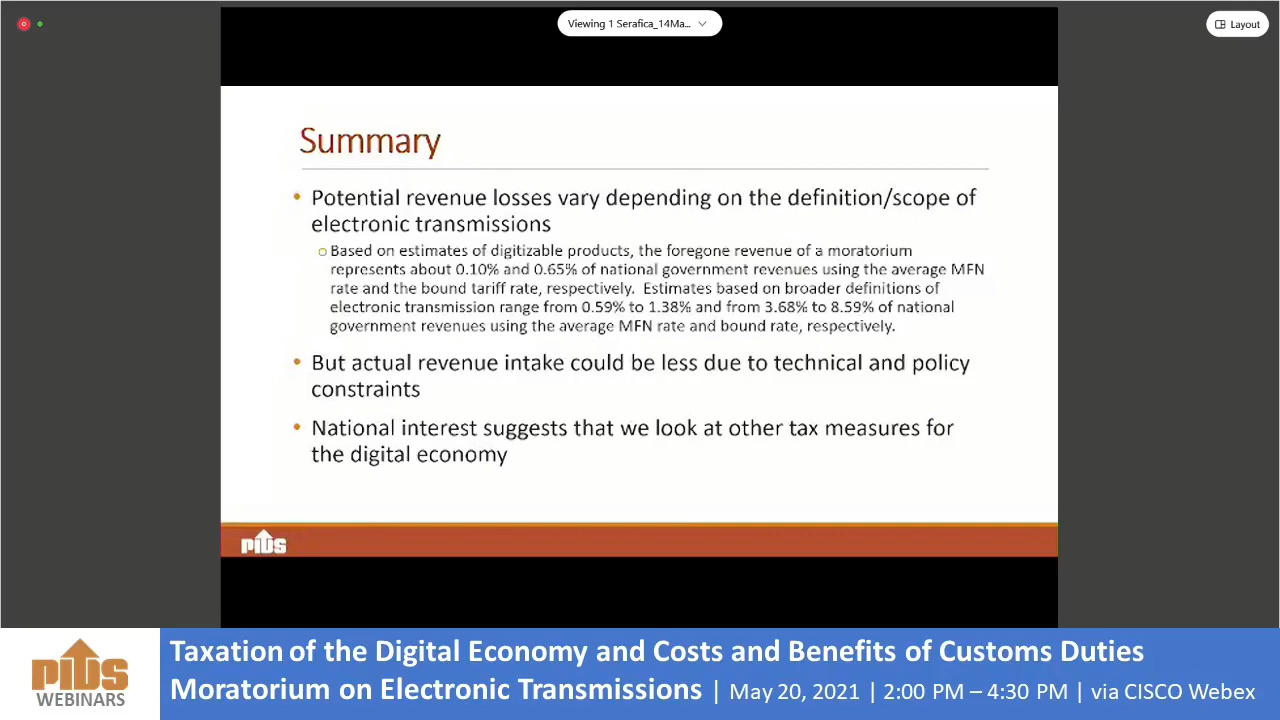 Viewing 1 Serafica_14Ma...
Layout
Summary
• Potential revenue losses vary depending on the definition/scope of
electronic transmissions
o Based on estimates of digitizable products, the foregone revenue of a moratorium
represents about 0.10% and 0.65% of national government revenues using the average MFN
rate and the bound tariff rate, respectively. Estimates based on broader definitions of
electronic transmission range from 0.59% to 1.38% and from 3.68% to 8.59% of national
government revenues using the average MFN rate and bound rate, respectively.
• But actual revenue intake could be less due to technical and policy
constraints
• National interest suggests that we look at other tax measures for
the digital economy
PIDS
PIDS
WEBINARS
Taxation of the Digital Economy and Costs and Benefits of Customs Duties
Moratorium on Electronic Transmissions | May 20, 2021 | 2:00 PM – 4:30 PM | via CISCO Webex